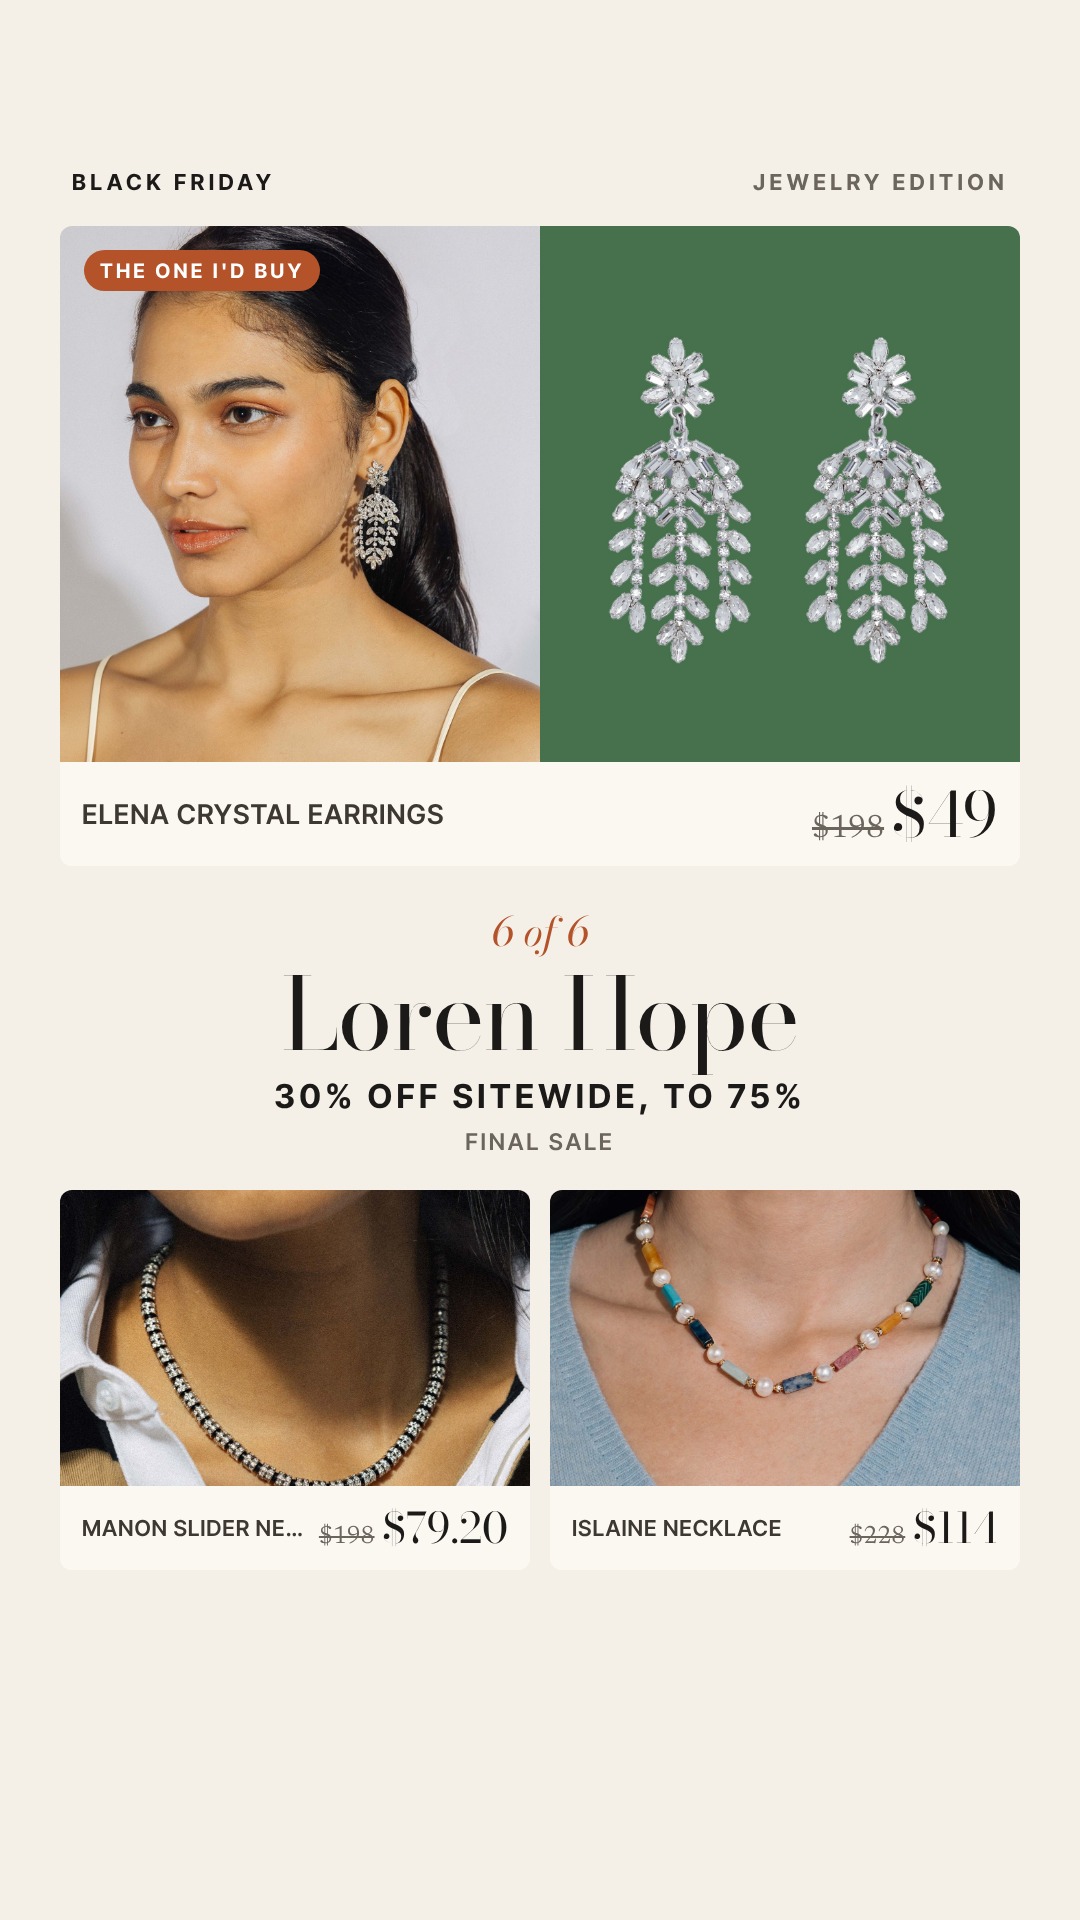 BLACK FRIDAY
JEWELRY EDITION
THE ONE I'D BUY
ELENA CRYSTAL EARRINGS
$198 $49
6 of 6
Loren Hope
30% OFF SITEWIDE, TO 75%
FINAL SALE
MANON SLIDER NE... $198 $79.20
ISLAINE NECKLACE $228 $114